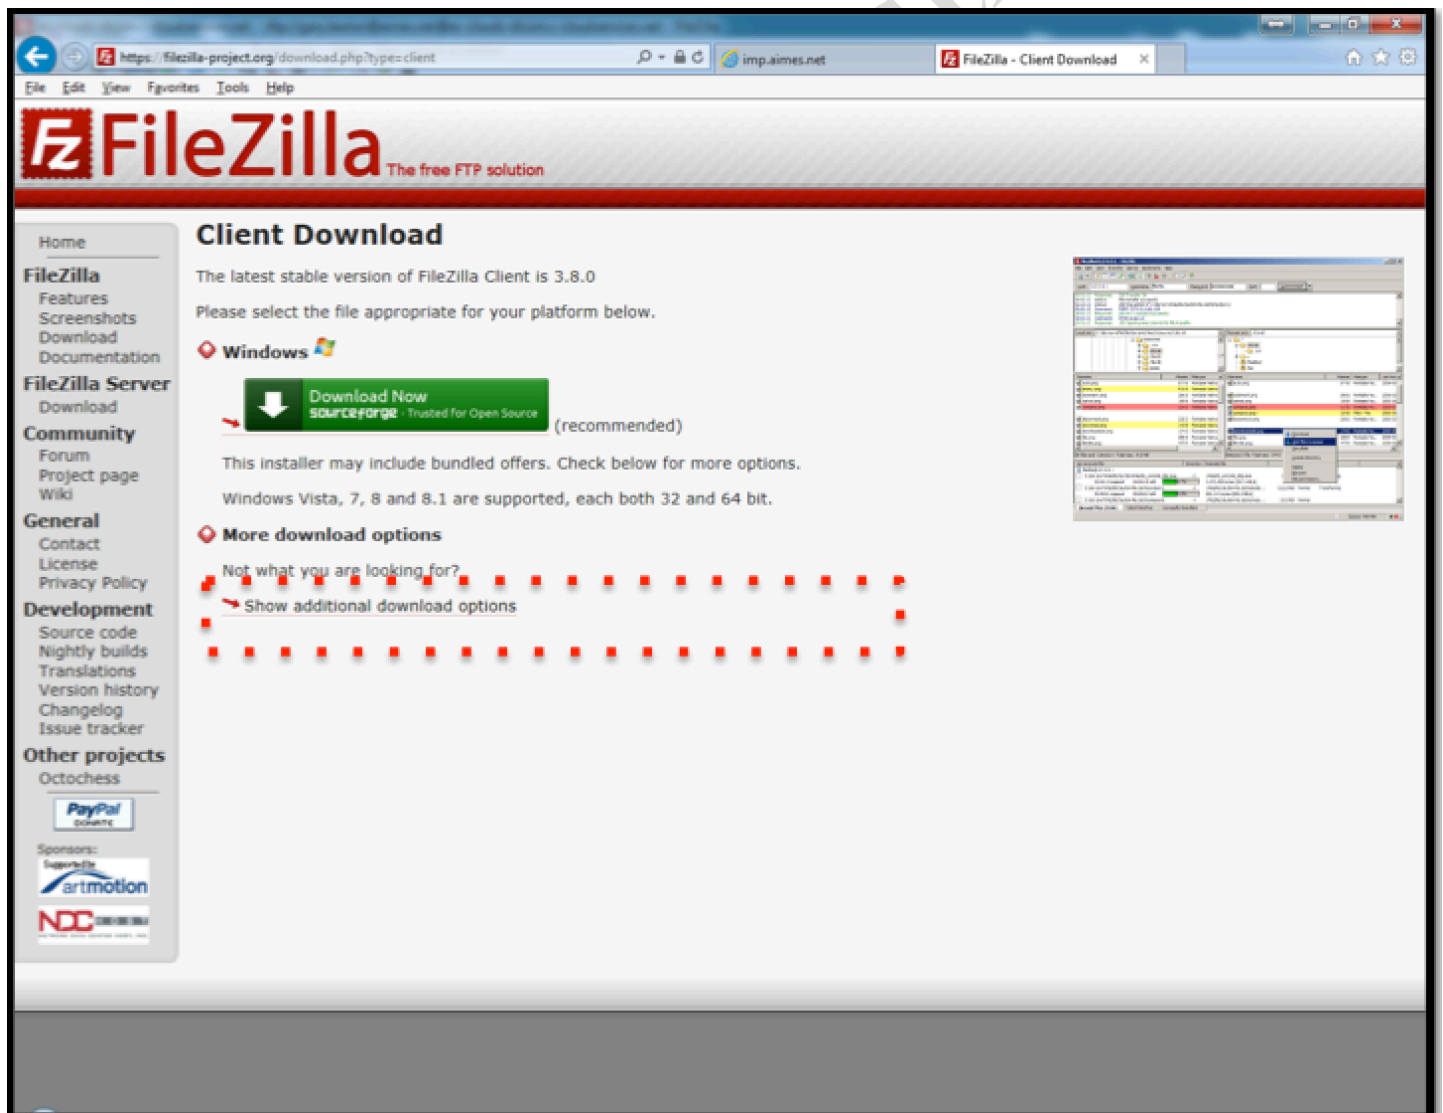 https://filezilla-project.org/download.php?type=client
imp.aimes.net
FileZilla - Client Download
File Edit View Favorites Tools Help
Fz FileZilla The free FTP solution
Home
FileZilla
Features
Screenshots
Download
Documentation
FileZilla Server
Download
Community
Forum
Project page
Wiki
General
Contact
License
Privacy Policy
Development
Source code
Nightly builds
Translations
Version history
Changelog
Issue tracker
Other projects
Octochess
PayPal
DONATE
Sponsors:
Supported by
artmotion
NDC
Client Download
The latest stable version of FileZilla Client is 3.8.0
Please select the file appropriate for your platform below.
Windows
Download Now
sourceforge - Trusted for Open Source
(recommended)
This installer may include bundled offers. Check below for more options.
Windows Vista, 7, 8 and 8.1 are supported, each both 32 and 64 bit.
More download options
Not what you are looking for?
Show additional download options